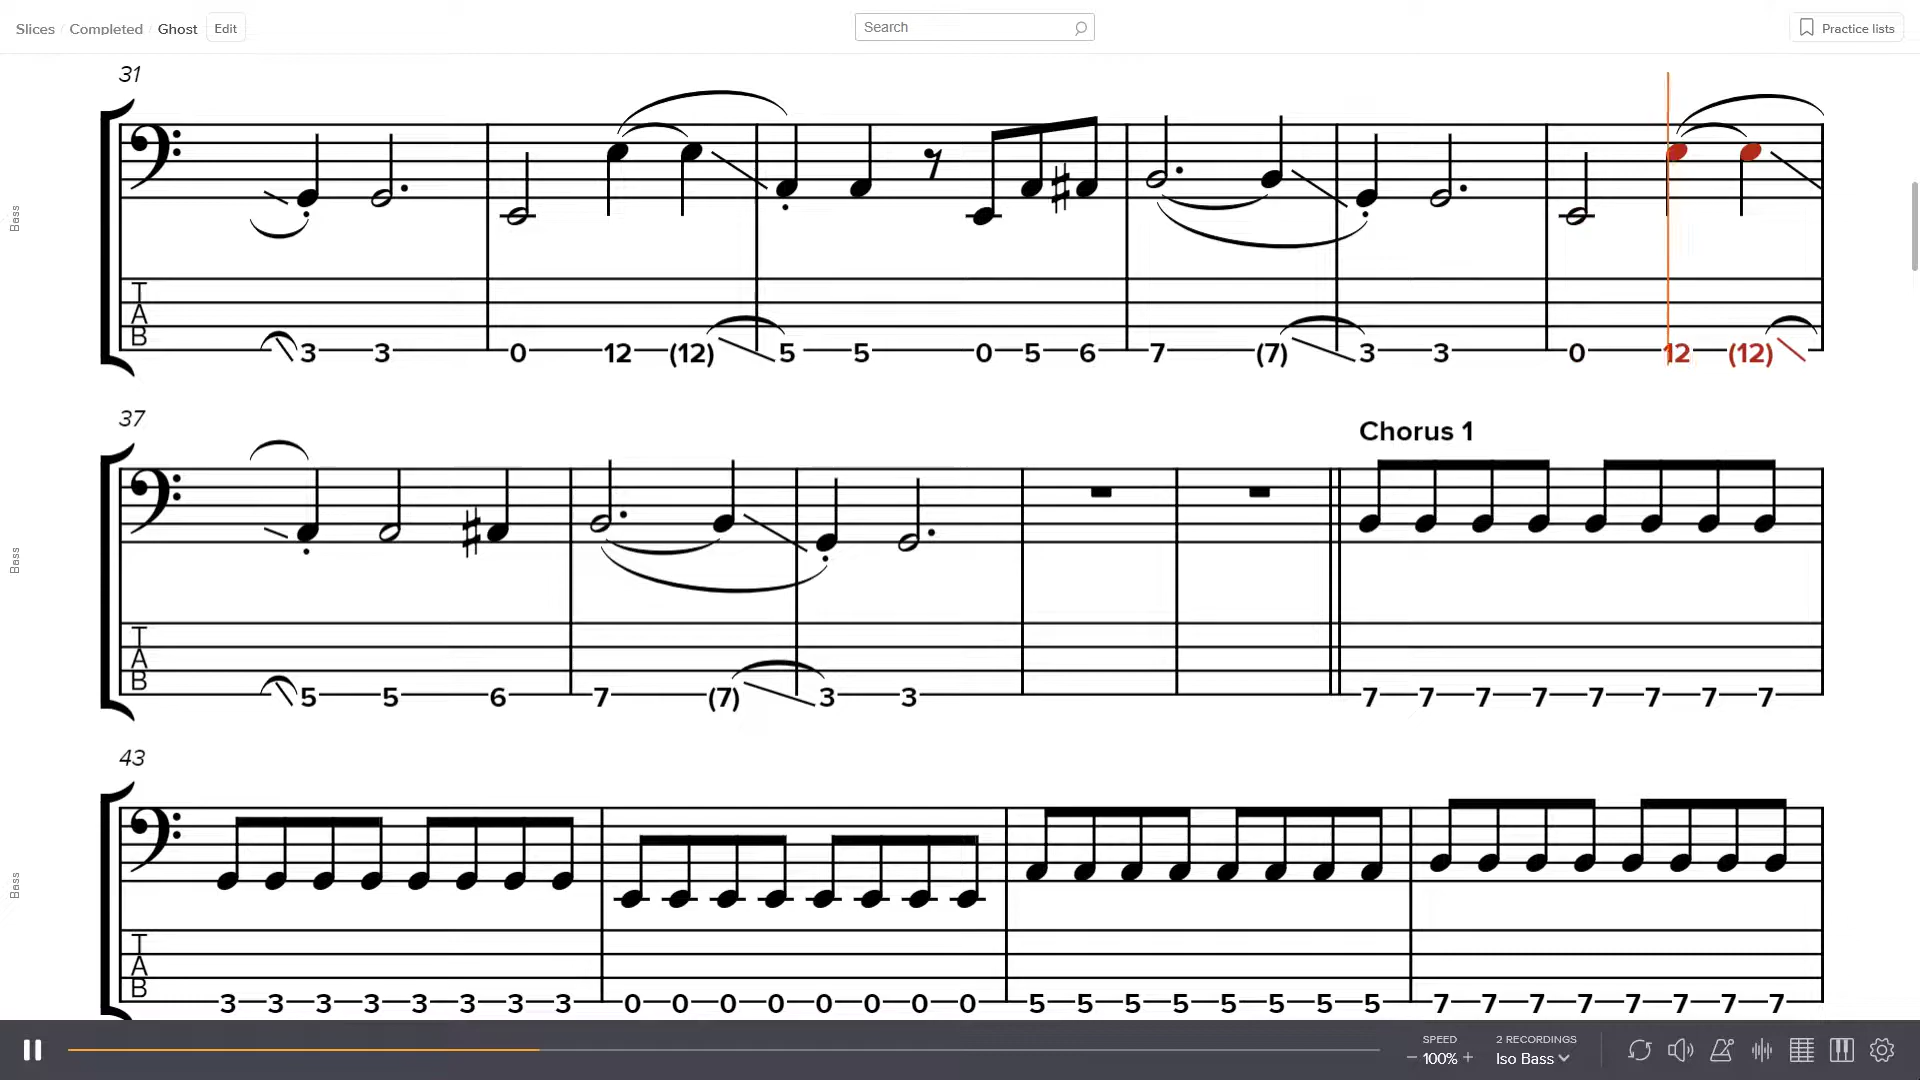 Slices / Completed / Ghost Edit
Search
Practice lists
31
Bass
T
A
B
3 3 0 12 (12) 5 5 0 5 6 7 (7) 3 3 0 12 (12)
37
Chorus 1
Bass
T
A
B
5 5 6 7 (7) 3 3 7 7 7 7 7 7 7 7
43
Bass
T
A
B
3 3 3 3 3 3 3 3 0 0 0 0 0 0 0 0 5 5 5 5 5 5 5 5 7 7 7 7 7 7 7 7
SPEED
− 100% +
2 RECORDINGS
Iso Bass